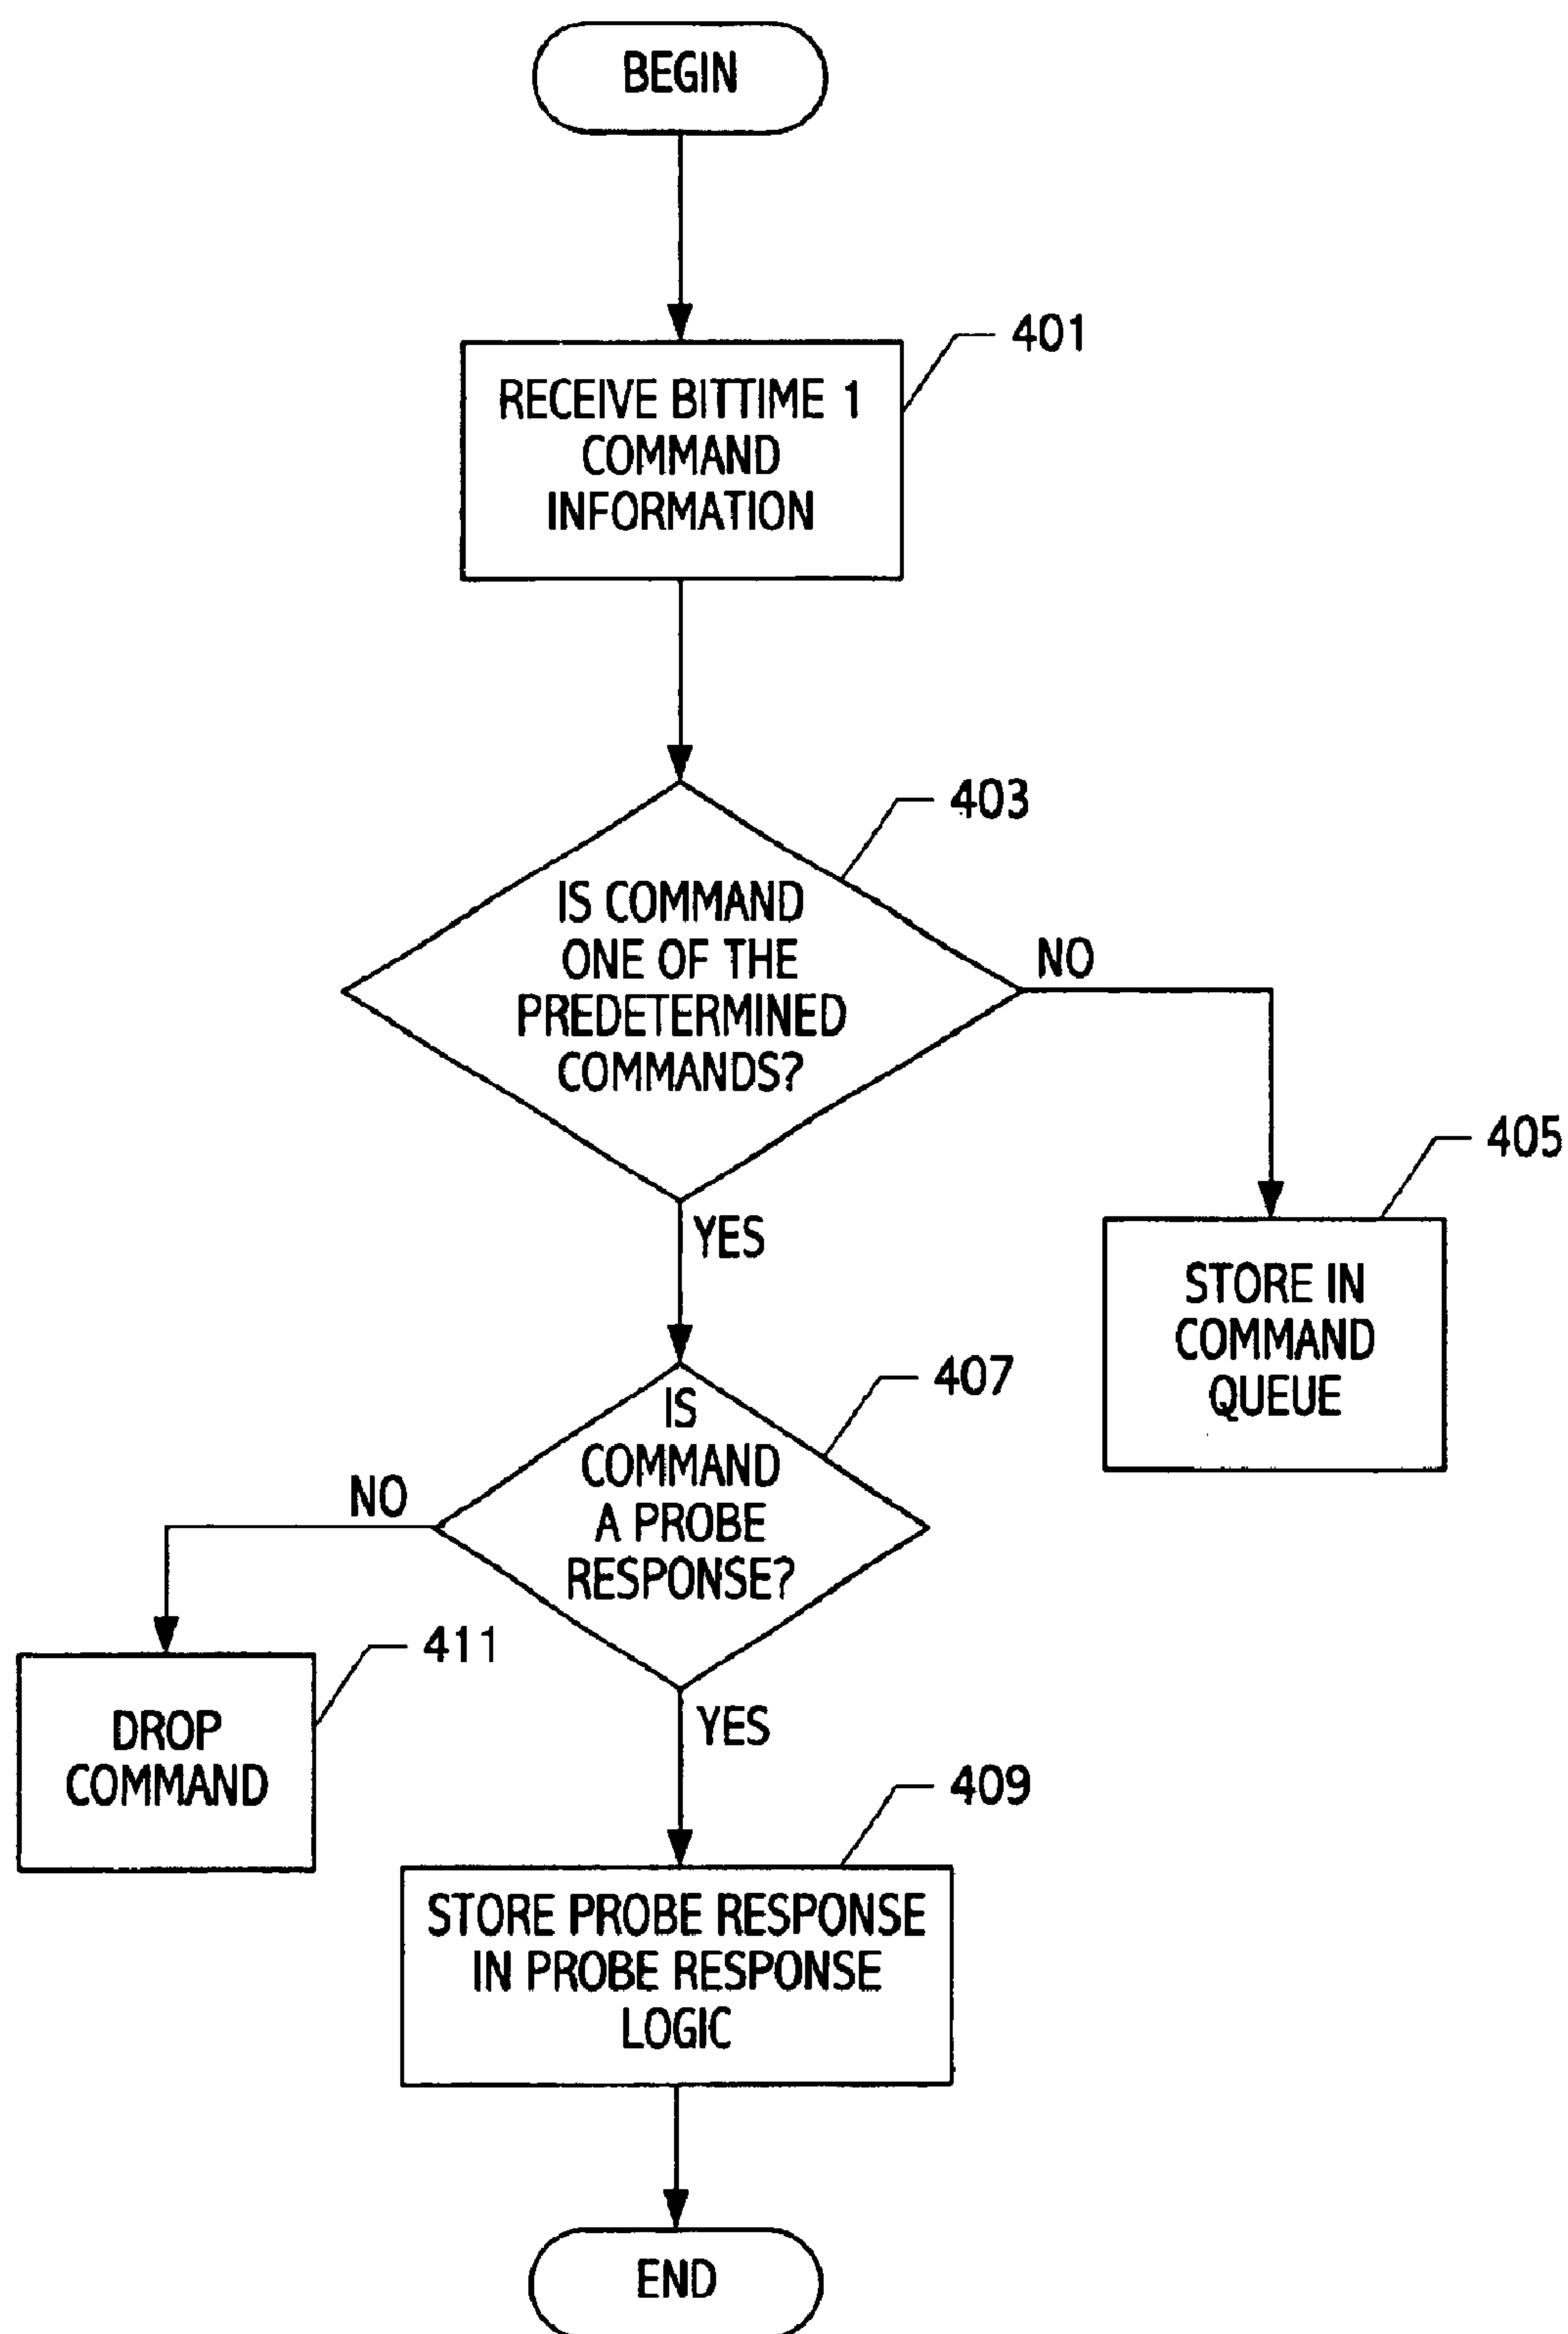 BEGIN
401
RECEIVE BITTIME 1
COMMAND
INFORMATION
403
IS COMMAND
ONE OF THE
PREDETERMINED
COMMANDS?
NO
YES
405
STORE IN
COMMAND
QUEUE
407
IS
COMMAND
A PROBE
RESPONSE?
NO
YES
411
DROP
COMMAND
409
STORE PROBE RESPONSE
IN PROBE RESPONSE
LOGIC
END